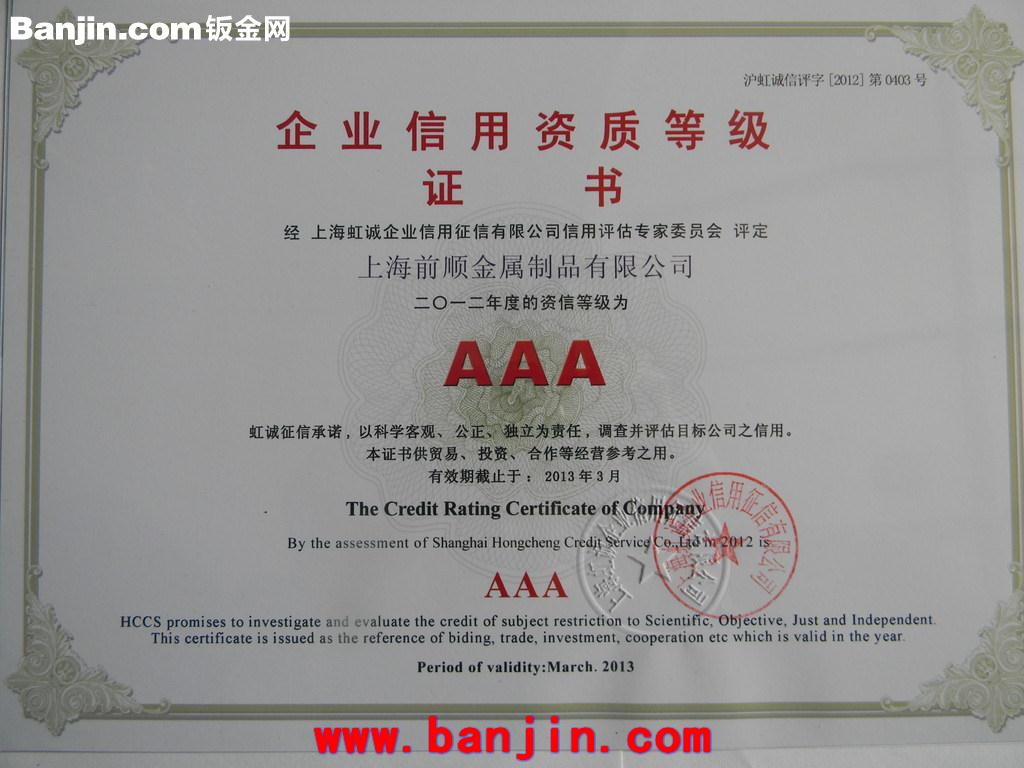 Banjin.com 钣金网
沪虹诚信评字 [2012] 第 0403 号
企业信用资质等级
证 书
经 上海虹诚企业信用征信有限公司信用评估专家委员会 评定
上海前顺金属制品有限公司
二〇一二年度的资信等级为
AAA
虹诚征信承诺，以科学客观、公正、独立为责任，调查并评估目标公司之信用。
本证书供贸易、投资、合作等经营参考之用。
有效期截止于： 2013 年 3 月
The Credit Rating Certificate of Company
By the assessment of Shanghai Hongcheng Credit Service Co.,Ltd in 2012 is
AAA
HCCS promises to investigate and evaluate the credit of subject restriction to Scientific, Objective, Just and Independent.
This certificate is issued as the reference of biding, trade, investment, cooperation etc which is valid in the year.
Period of validity:March. 2013
www.banjin.com